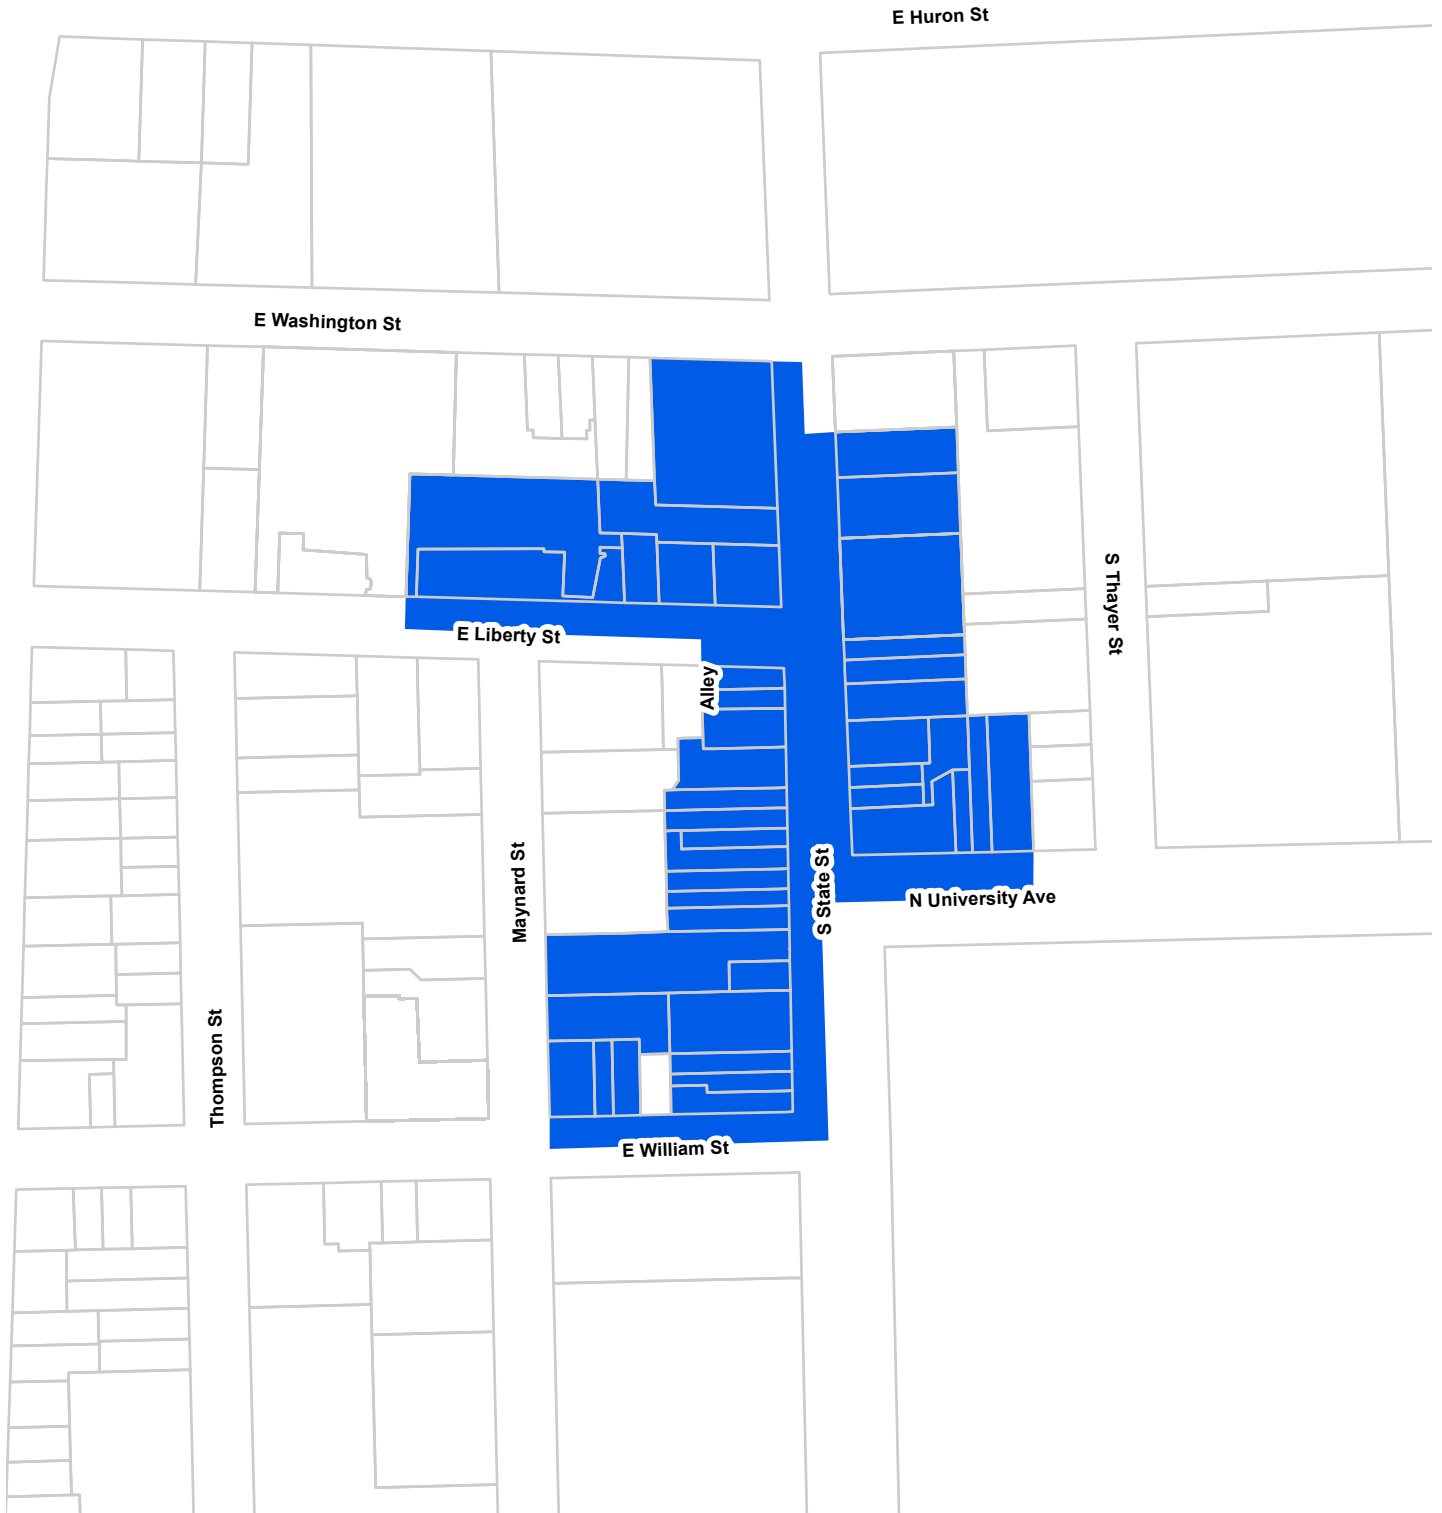 E Huron St
E Washington St
S Thayer St
E Liberty St
Alley
Maynard St
S State St
N University Ave
Thompson St
E William St